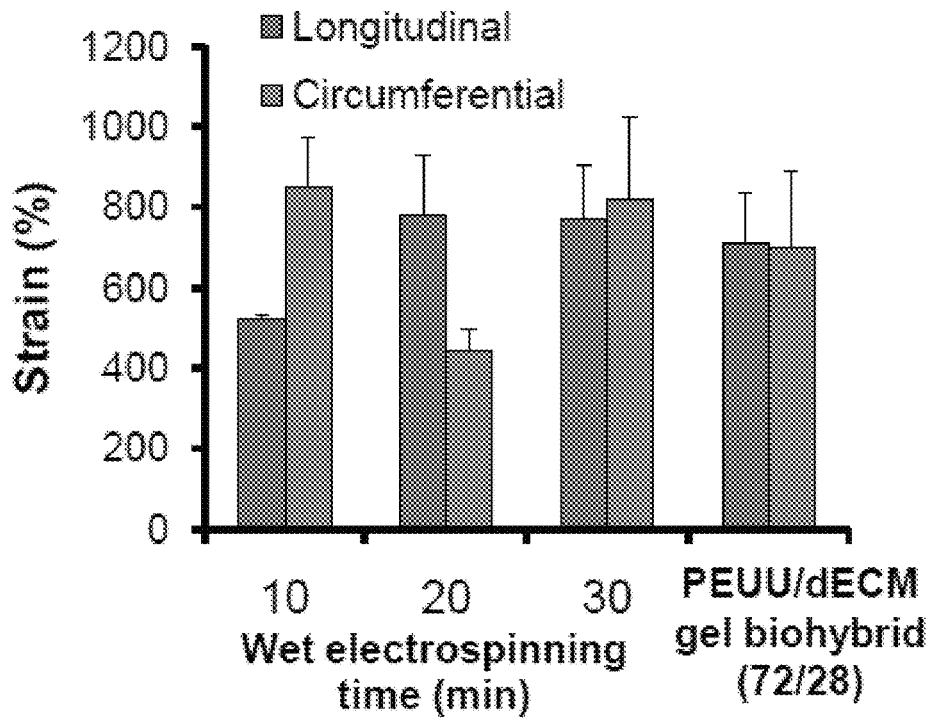 Longitudinal
Circumferential
Strain (%)
1200
1000
800
600
400
200
0
10
20
30
Wet electrospinning
time (min)
PEUU/dECM
gel biohybrid
(72/28)